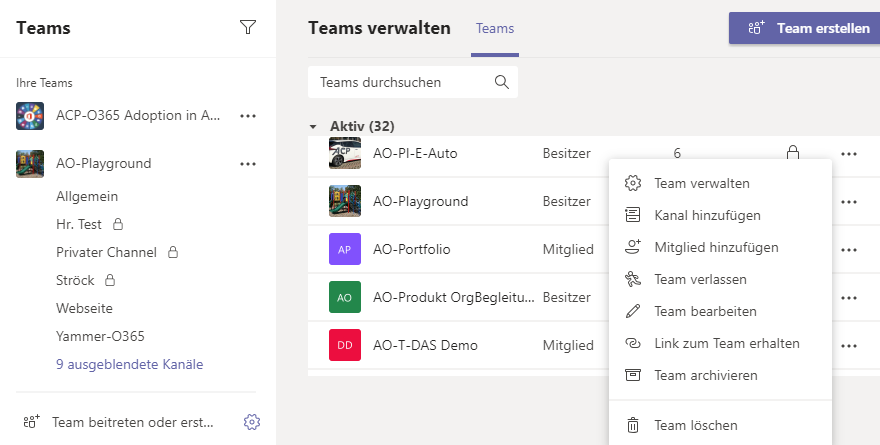 Teams
Ihre Teams
ACP-O365 Adoption in A...
AO-Playground
Allgemein
Hr. Test
Privater Channel
Ströck
Webseite
Yammer-O365
9 ausgeblendete Kanäle
Team beitreten oder erst...
Teams verwalten
Teams
Team erstellen
Teams durchsuchen
Aktiv (32)
ACP
AO-PI-E-Auto Besitzer 6
AO-Playground Besitzer
AP AO-Portfolio Mitglied
AO AO-Produkt OrgBegleitu... Besitzer
DD AO-T-DAS Demo Mitglied
Team verwalten
Kanal hinzufügen
Mitglied hinzufügen
Team verlassen
Team bearbeiten
Link zum Team erhalten
Team archivieren
Team löschen